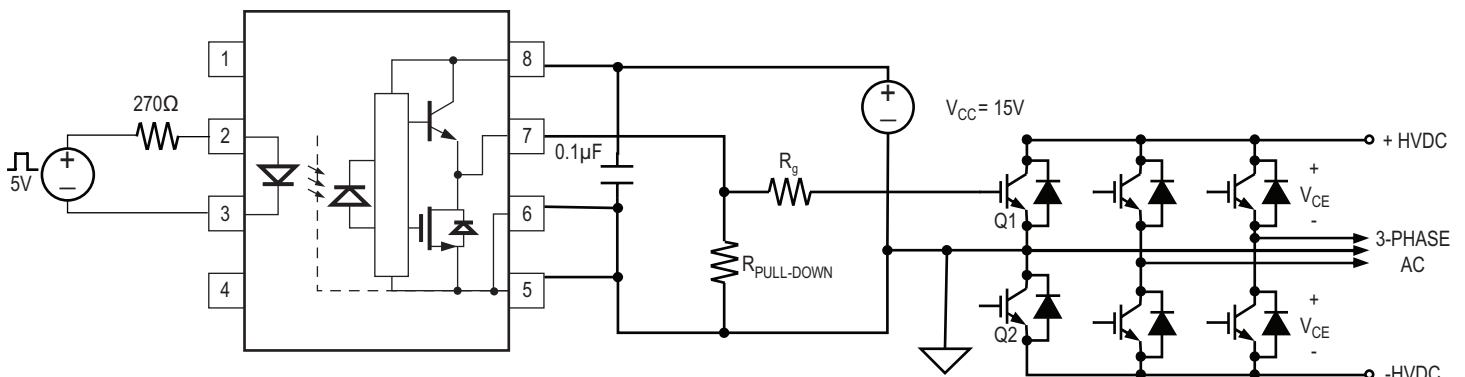 5V
+
–
270Ω
1
2
3
4
8
7
6
5
0.1µF
R_PULL-DOWN
R_g
+
–
V_CC = 15V
Q1
Q2
+ HVDC
+
V_CE
-
3-PHASE
AC
+
V_CE
-
-HVDC